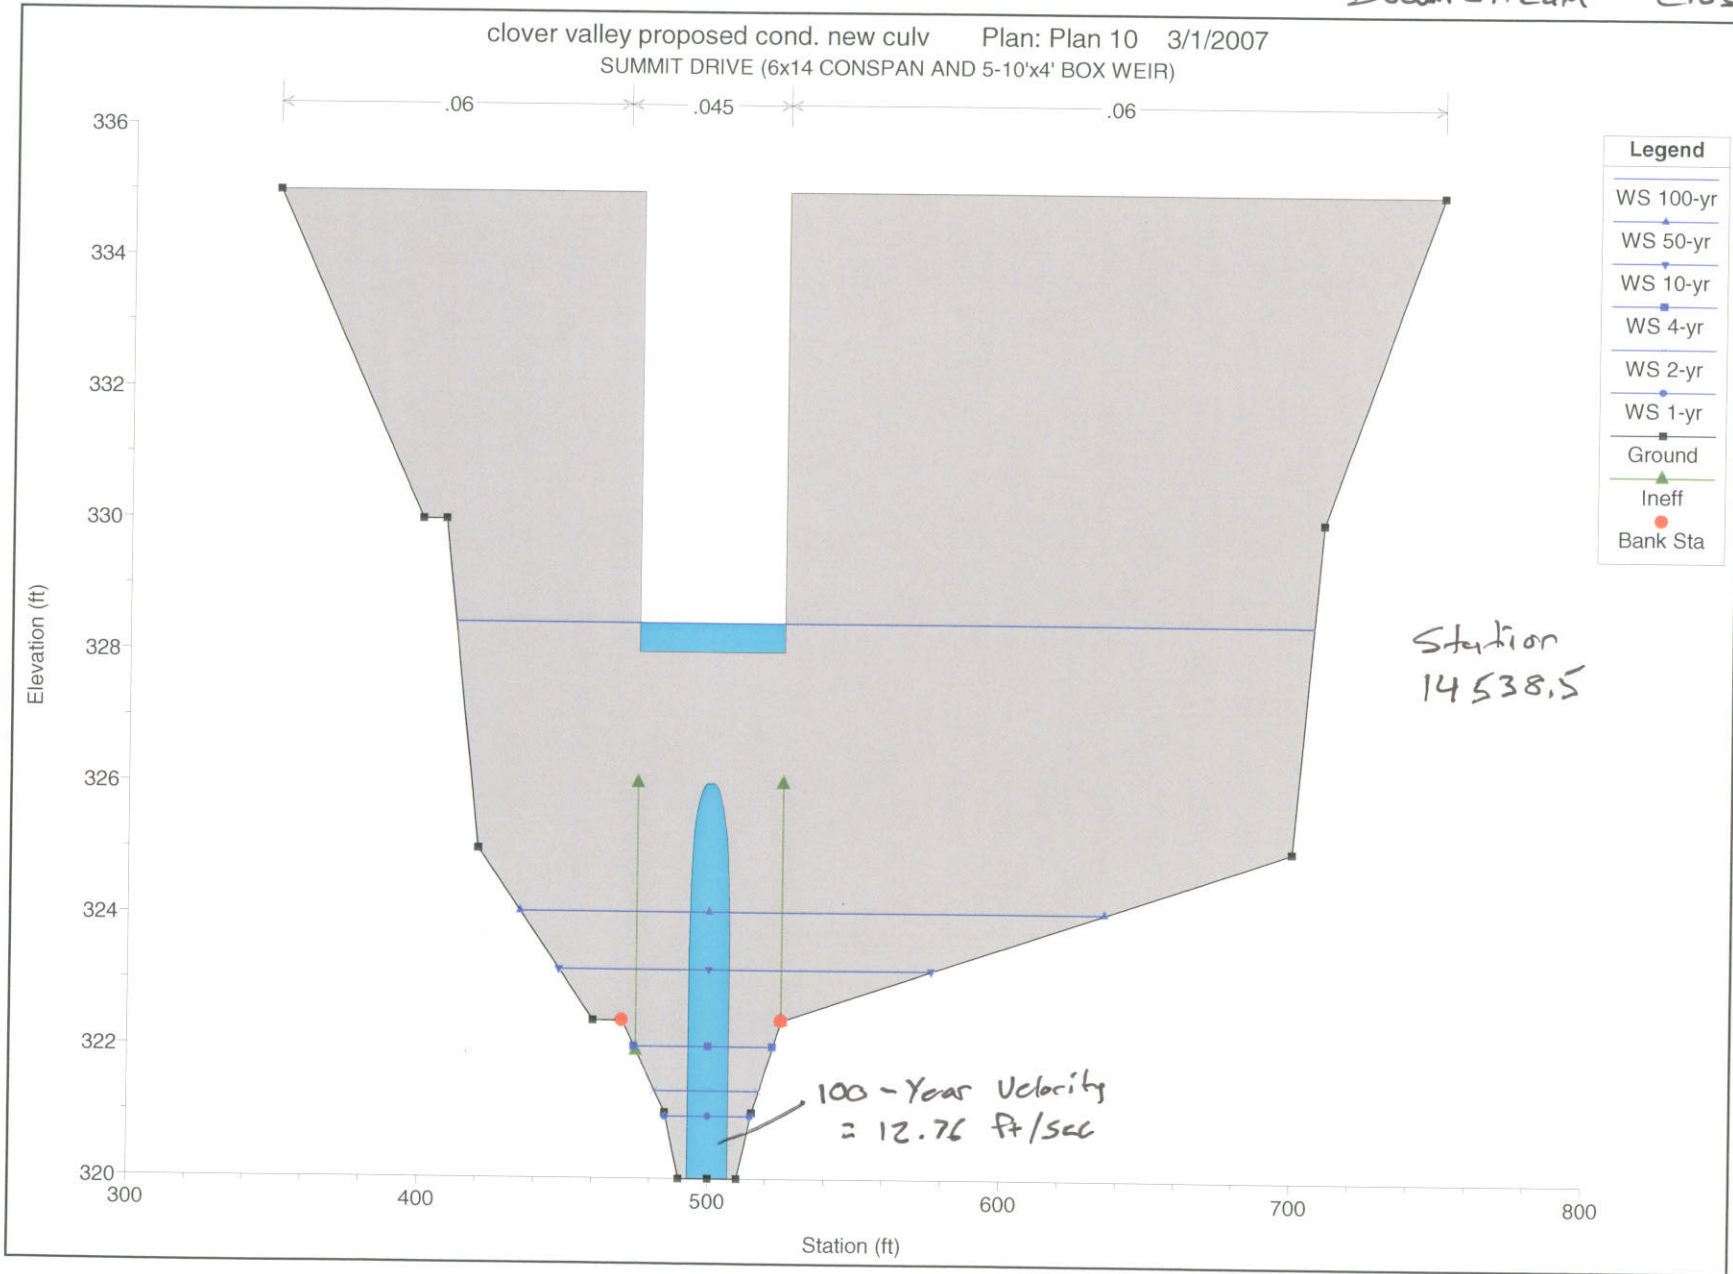 clover valley proposed cond. new culv Plan: Plan 10 3/1/2007
SUMMIT DRIVE (6x14 CONSPAN AND 5-10'x4' BOX WEIR)
.06 .045 .06
336
334
332
330
328
326
324
322
320
Elevation (ft)
300 400 500 600 700 800
Station (ft)
Legend
WS 100-yr
WS 50-yr
WS 10-yr
WS 4-yr
WS 2-yr
WS 1-yr
Ground
Ineff
Bank Sta
Station
14538.5
100-Year Velocity
= 12.76 ft/sec